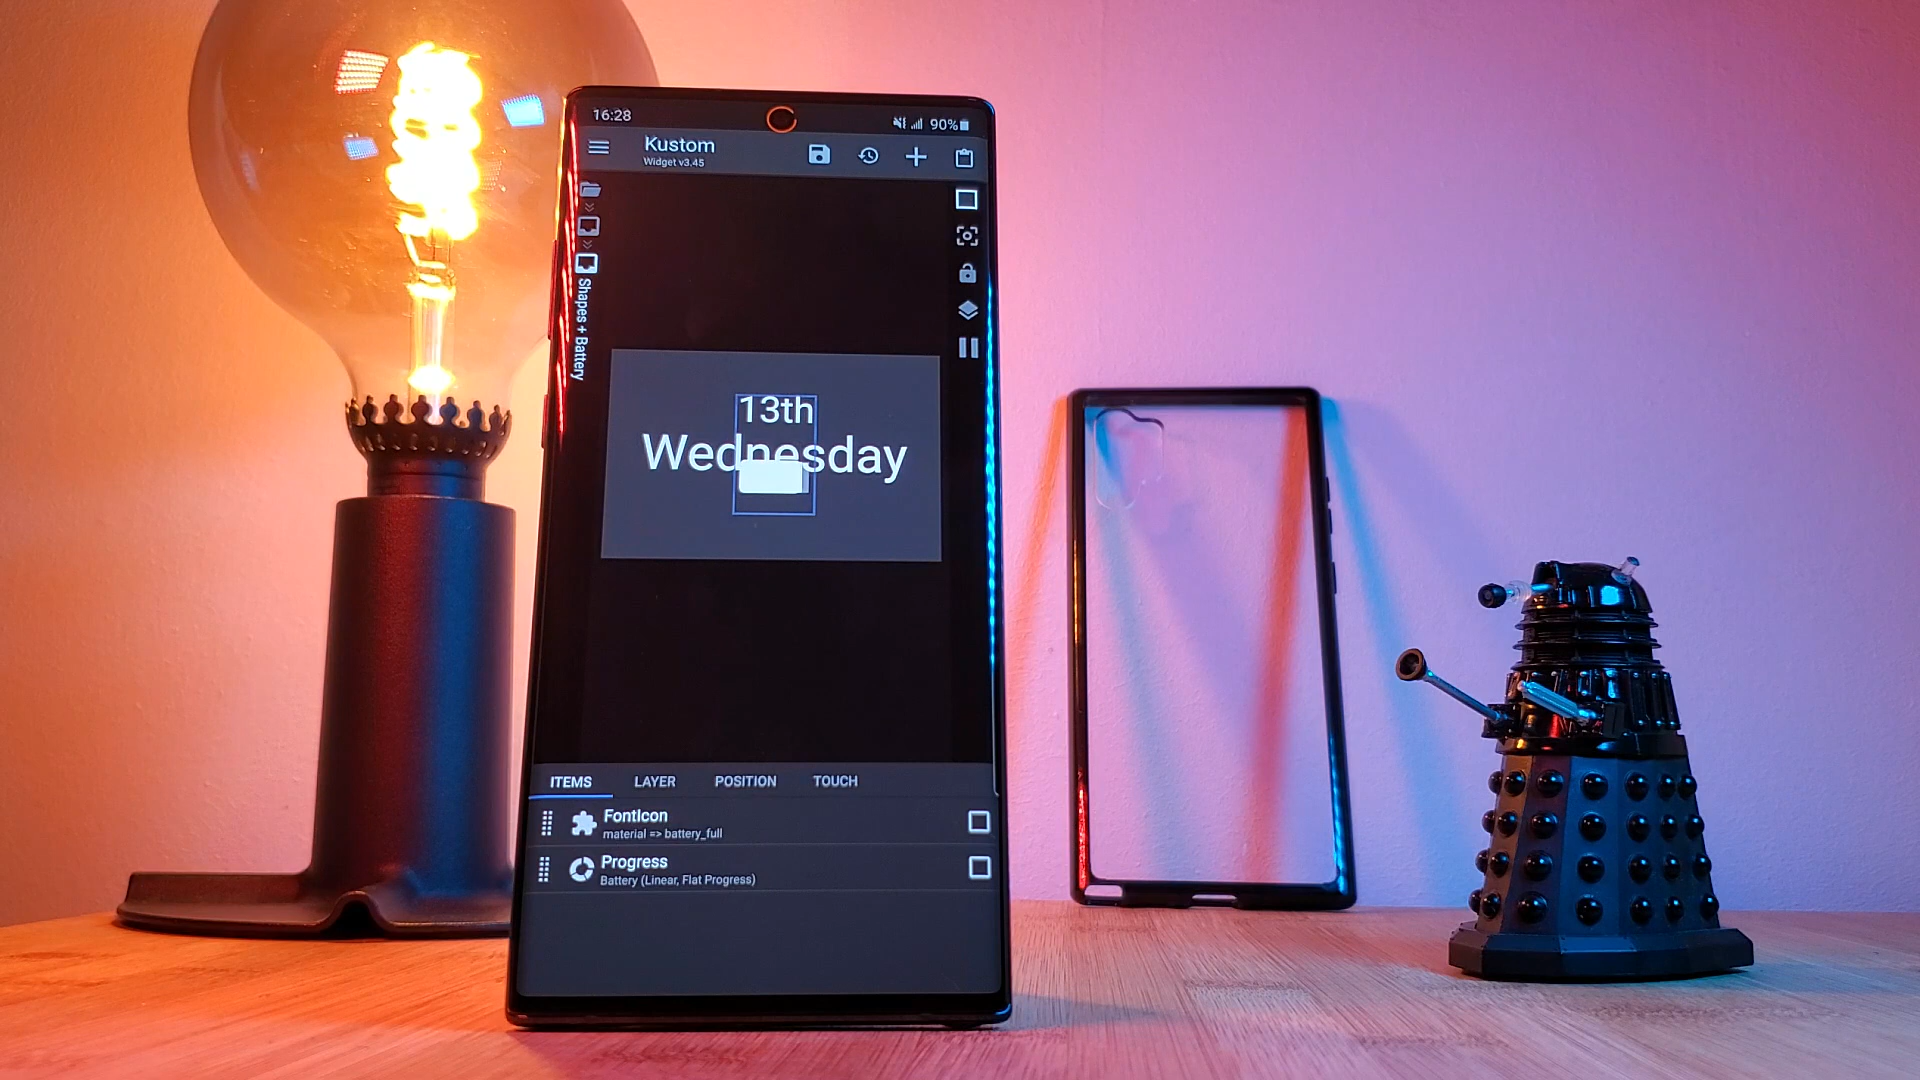 16:28
90%
Kustom
Widget v3.45
Shapes + Battery
13th
Wednesday
ITEMS LAYER POSITION TOUCH
FontIcon
material => battery_full
Progress
Battery (Linear, Flat Progress)